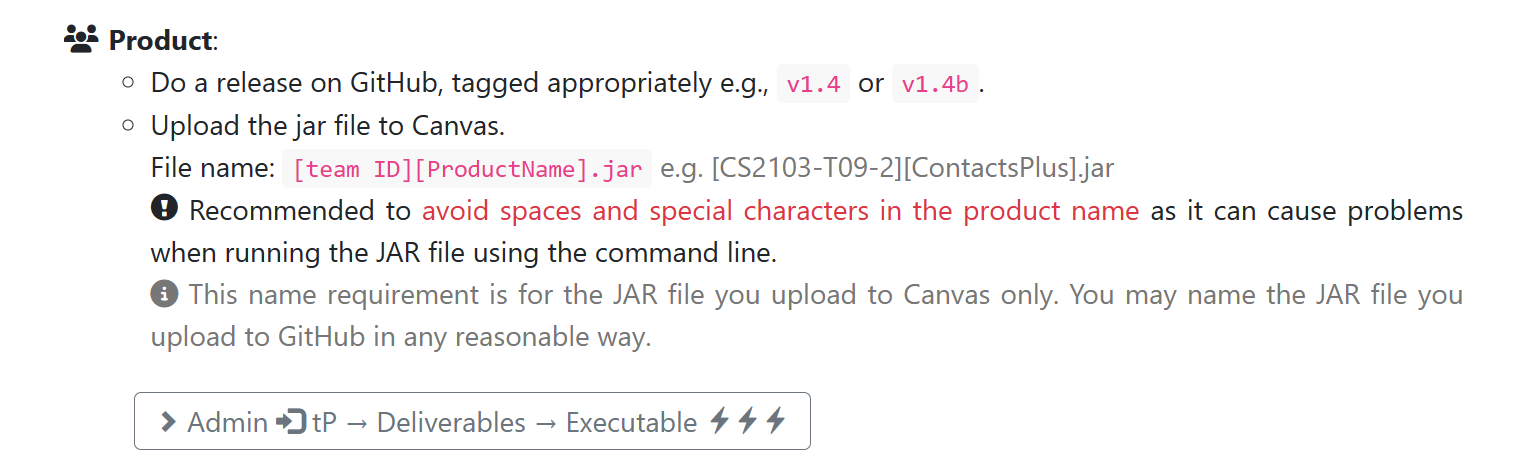 Product:
Do a release on GitHub, tagged appropriately e.g., v1.4 or v1.4b.
Upload the jar file to Canvas.
File name: [team ID][ProductName].jar e.g. [CS2103-T09-2][ContactsPlus].jar
Recommended to avoid spaces and special characters in the product name as it can cause problems
when running the JAR file using the command line.
This name requirement is for the JAR file you upload to Canvas only. You may name the JAR file you
upload to GitHub in any reasonable way.
Admin tP → Deliverables → Executable